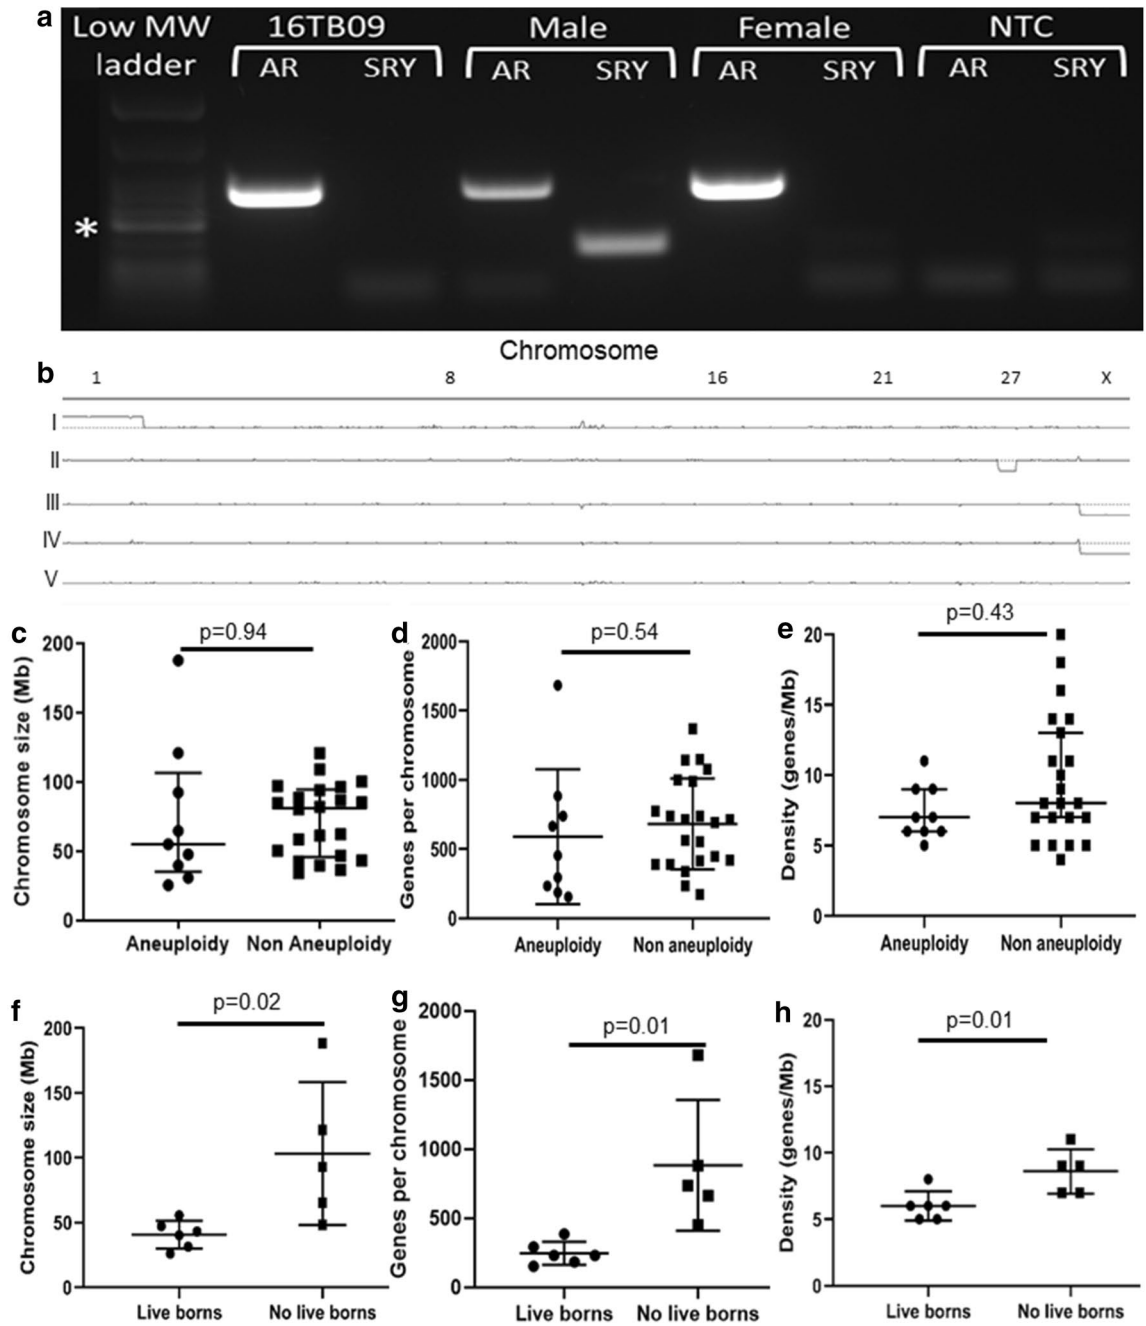 a
Low MW ladder
16TB09
AR SRY
Male
AR SRY
Female
AR SRY
NTC
AR SRY
*
b
Chromosome
1 8 16 21 27 X
I
II
III
IV
V
c
p=0.94
Chromosome size (Mb)
200
150
100
50
0
Aneuploidy Non Aneuploidy
d
p=0.54
Genes per chromosome
2000
1500
1000
500
0
Aneuploidy Non aneuploidy
e
p=0.43
Density (genes/Mb)
20
15
10
5
0
Aneuploidy Non aneuploidy
f
p=0.02
Chromosome size (Mb)
200
150
100
50
0
Live borns No live borns
g
p=0.01
Genes per chromosome
2000
1500
1000
500
0
Live borns No live borns
h
p=0.01
Density (genes/Mb)
20
15
10
5
0
Live borns No live borns